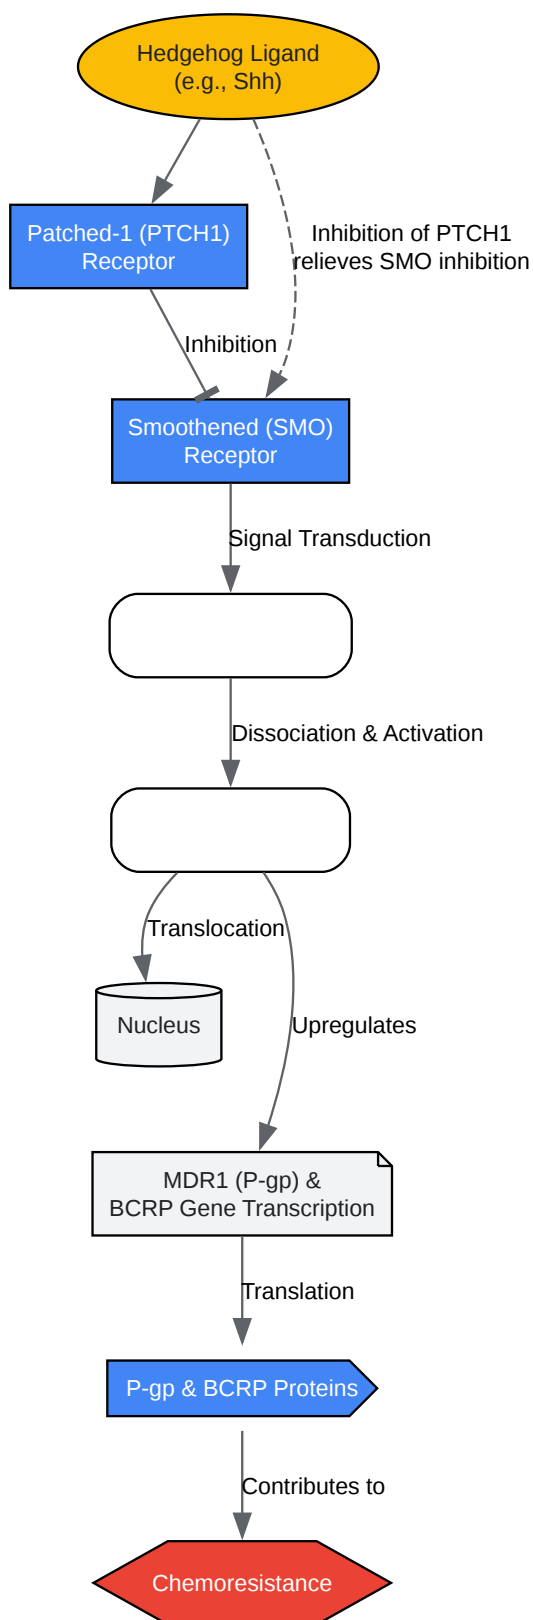 Hedgehog Ligand
(e.g., Shh)
Patched-1 (PTCH1)
Receptor
Inhibition of PTCH1
relieves SMO inhibition
Inhibition
Smoothened (SMO)
Receptor
Signal Transduction
Dissociation & Activation
Translocation
Nucleus
Upregulates
MDR1 (P-gp) &
BCRP Gene Transcription
Translation
P-gp & BCRP Proteins
Contributes to
Chemoresistance